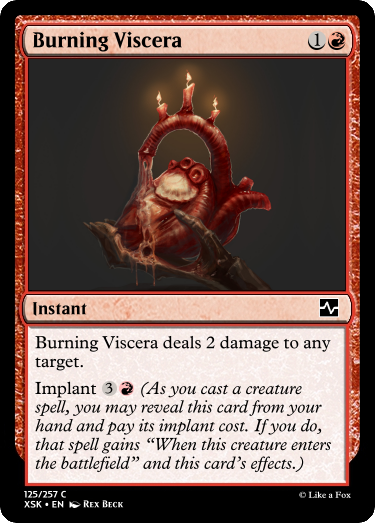 Burning Viscera 1
Instant
Burning Viscera deals 2 damage to any
target.
Implant 3 (As you cast a creature
spell, you may reveal this card from your
hand and pay its implant cost. If you do,
that spell gains “When this creature enters
the battlefield” and this card's effects.)
125/257 C
XSK • EN Rex Beck
© Like a Fox